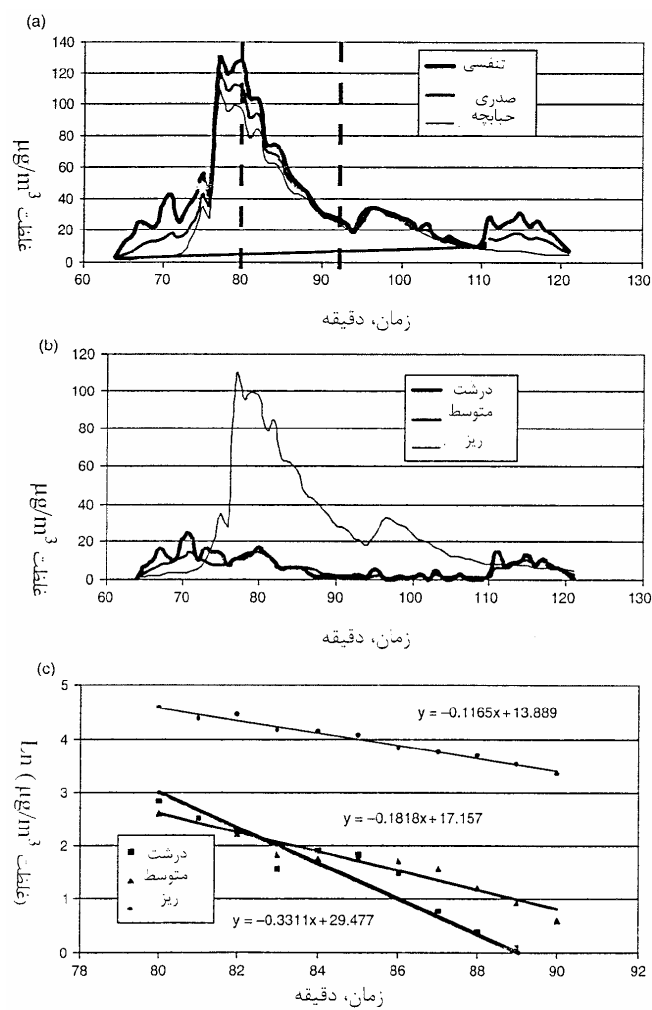 (a)
140
120
100
80
60
40
20
0
60 70 80 90 100 110 120 130
غلظت μg/m³
زمان، دقیقه
تنفسی
صدری
حبابچه
(b)
120
100
80
60
40
20
0
60 70 80 90 100 110 120 130
غلظت μg/m³
زمان، دقیقه
درشت
متوسط
ریز
(c)
5
4
3
2
1
0
78 80 82 84 86 88 90 92
Ln ( μg/m³ غلظت)
زمان، دقیقه
y = –0.1165x+13.889
y = –0.1818x+17.157
y = –0.3311x+29.477
درشت
متوسط
ریز